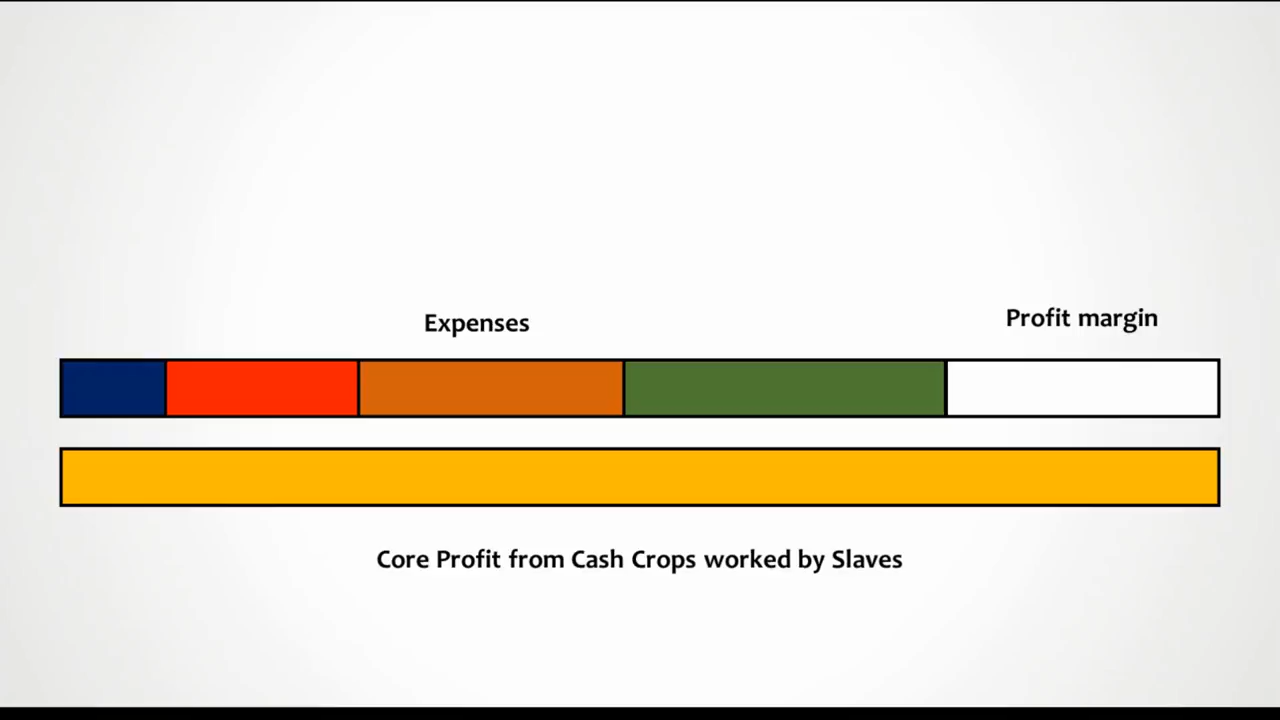 Expenses
Profit margin
Core Profit from Cash Crops worked by Slaves